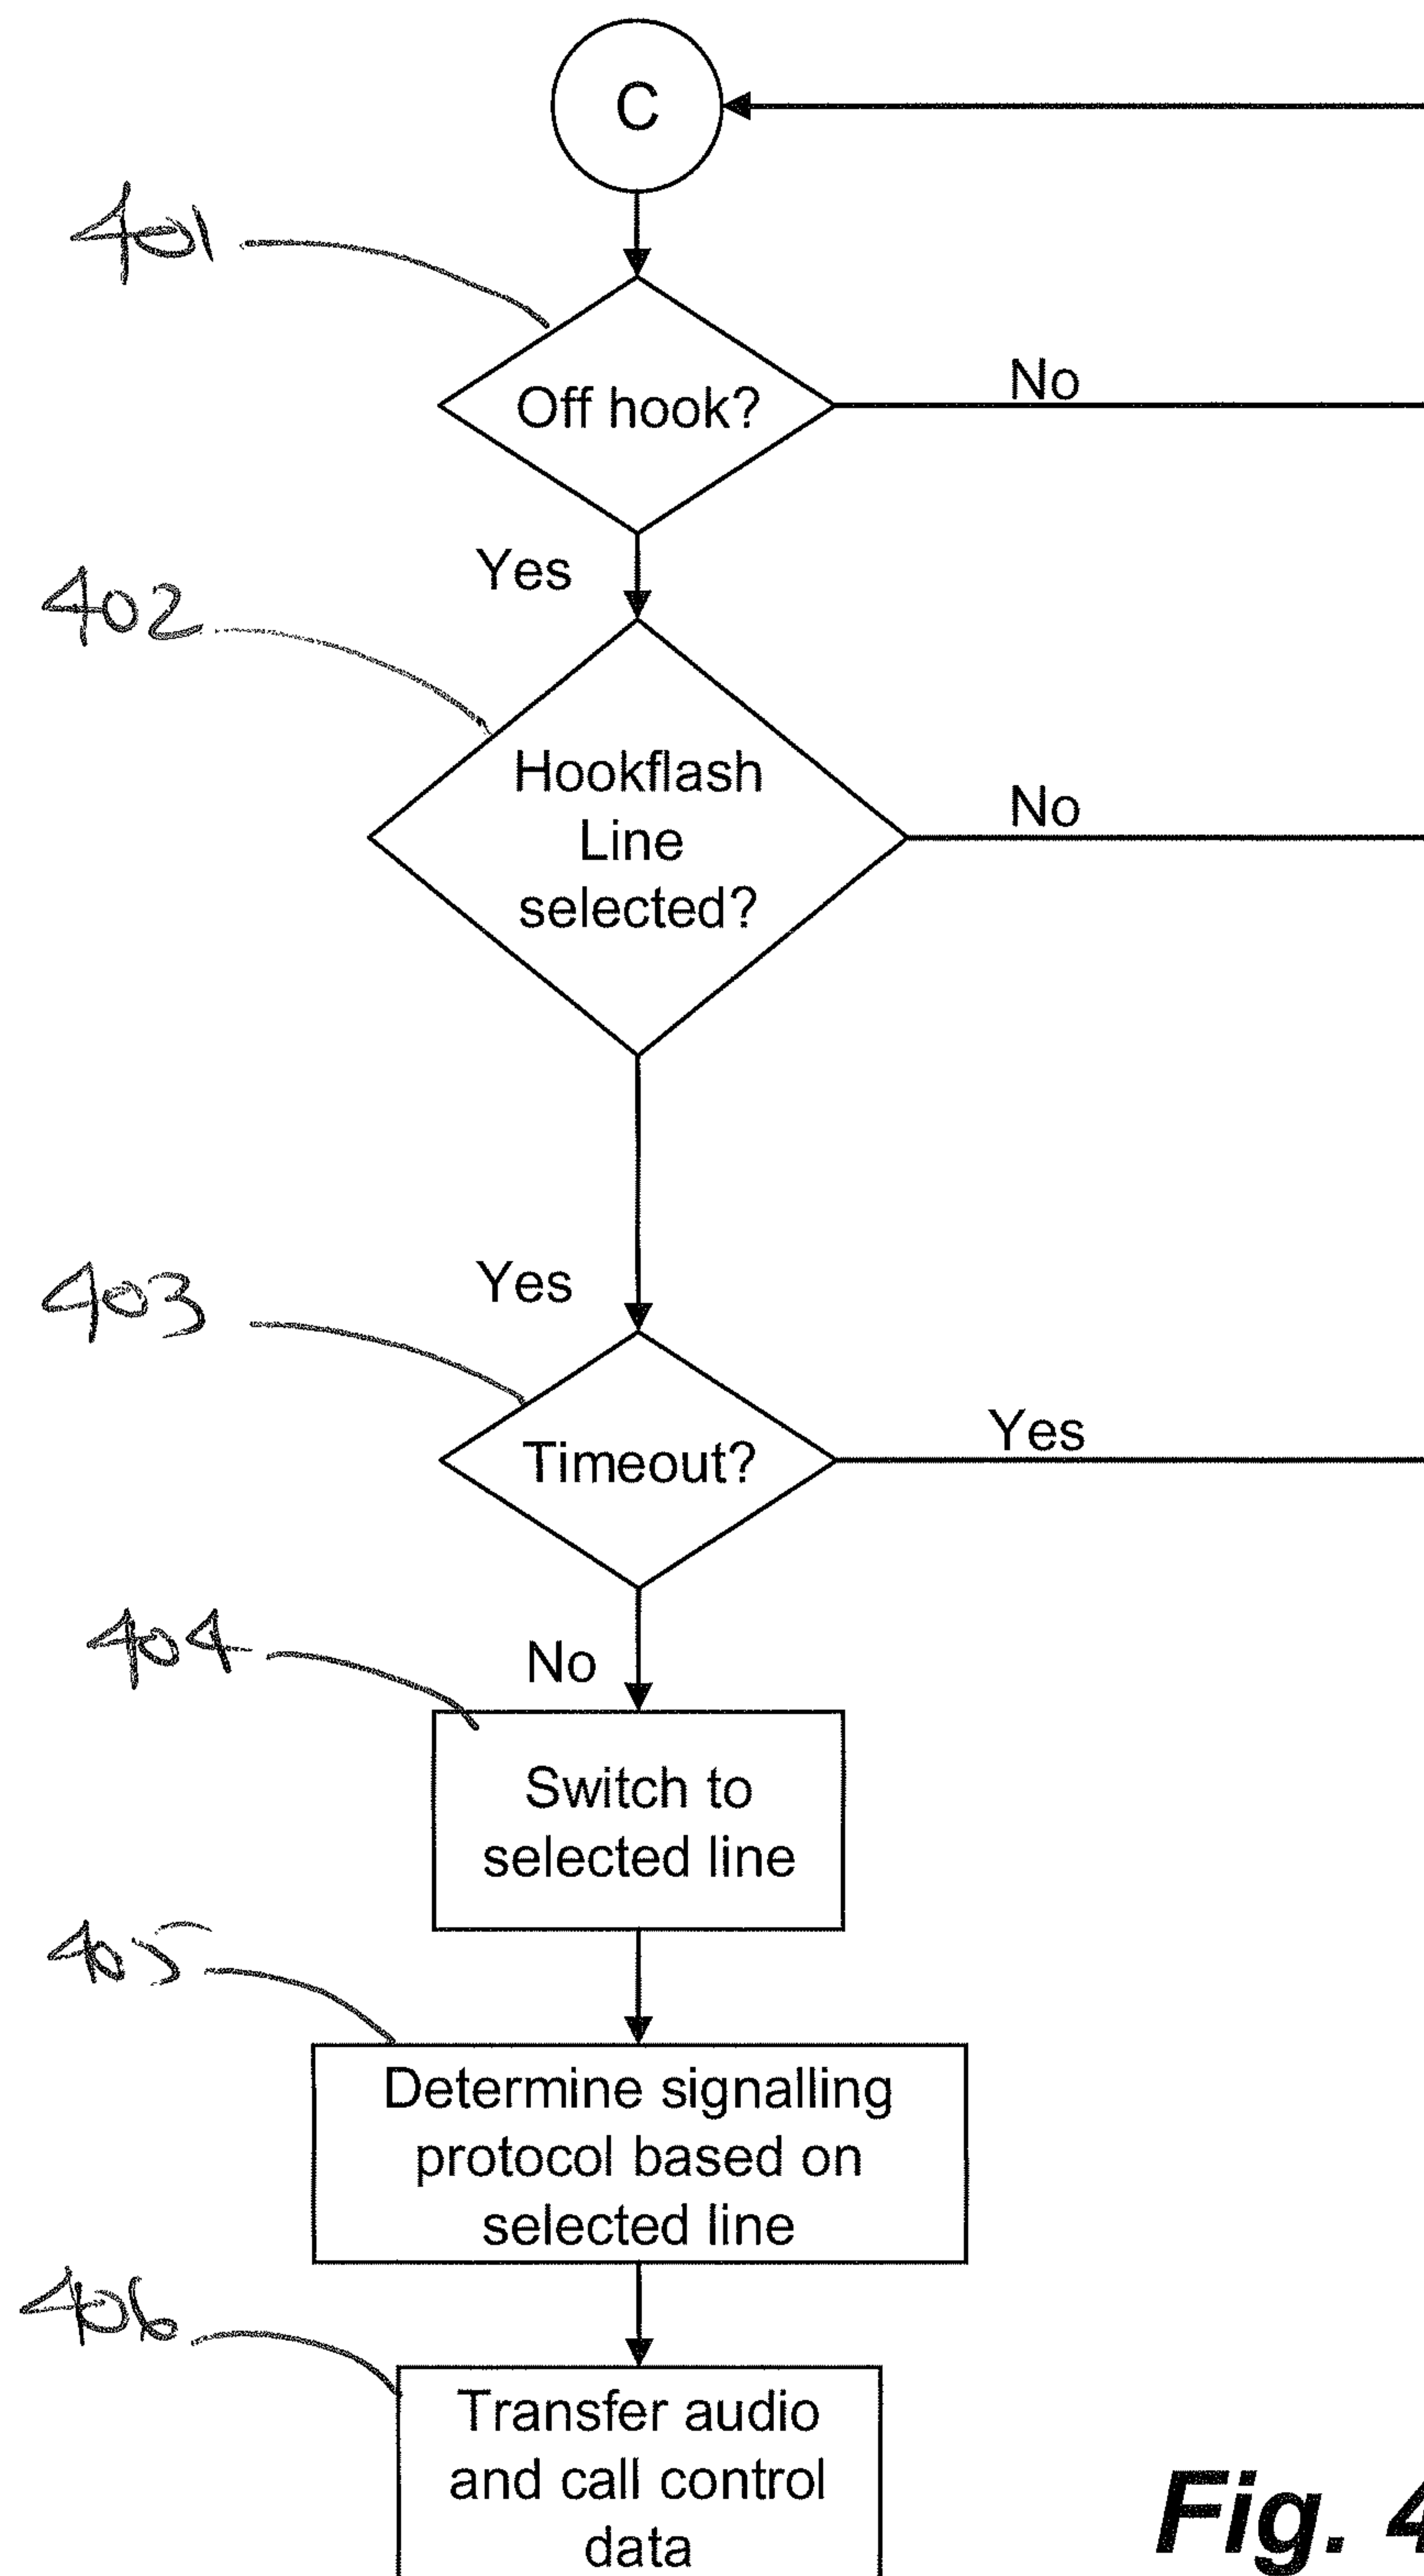 C
401
Off hook?
No
Yes
402
Hookflash
Line
selected?
No
Yes
403
Timeout?
Yes
404
No
Switch to
selected line
405
Determine signalling
protocol based on
selected line
406
Transfer audio
and call control
data
Fig. 4